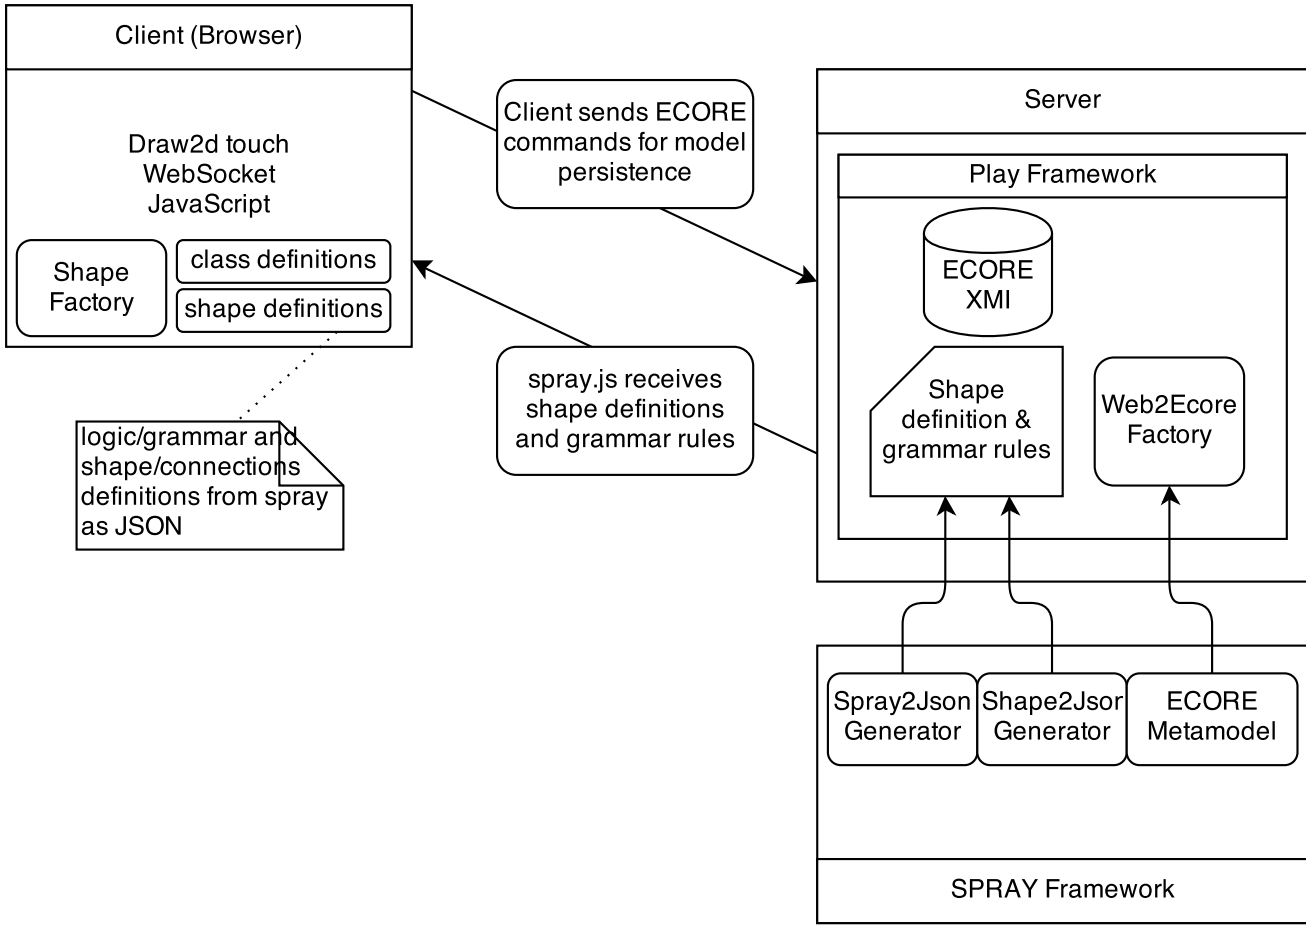 Client (Browser)
Draw2d touch
WebSocket
JavaScript
Shape
Factory
class definitions
shape definitions
logic/grammar and
shape/connections
definitions from spray
as JSON
Client sends ECORE
commands for model
persistence
spray.js receives
shape definitions
and grammar rules
Server
Play Framework
ECORE
XMI
Shape
definition &
grammar rules
Web2Ecore
Factory
Spray2Json
Generator
Shape2Json
Generator
ECORE
Metamodel
SPRAY Framework